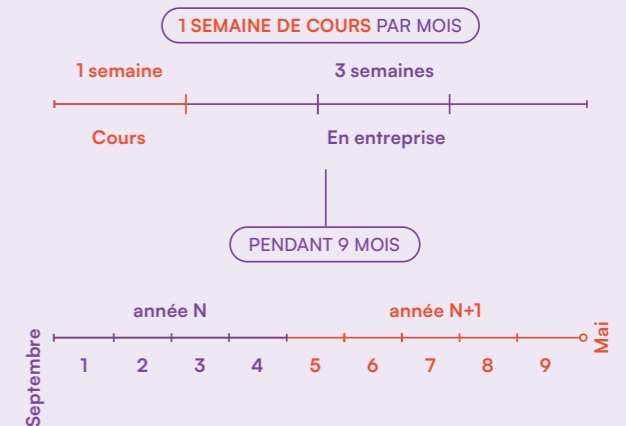 1 SEMAINE DE COURS PAR MOIS
1 semaine
3 semaines
Cours
En entreprise
PENDANT 9 MOIS
année N
année N+1
Septembre
1 2 3 4 5 6 7 8 9
Mai